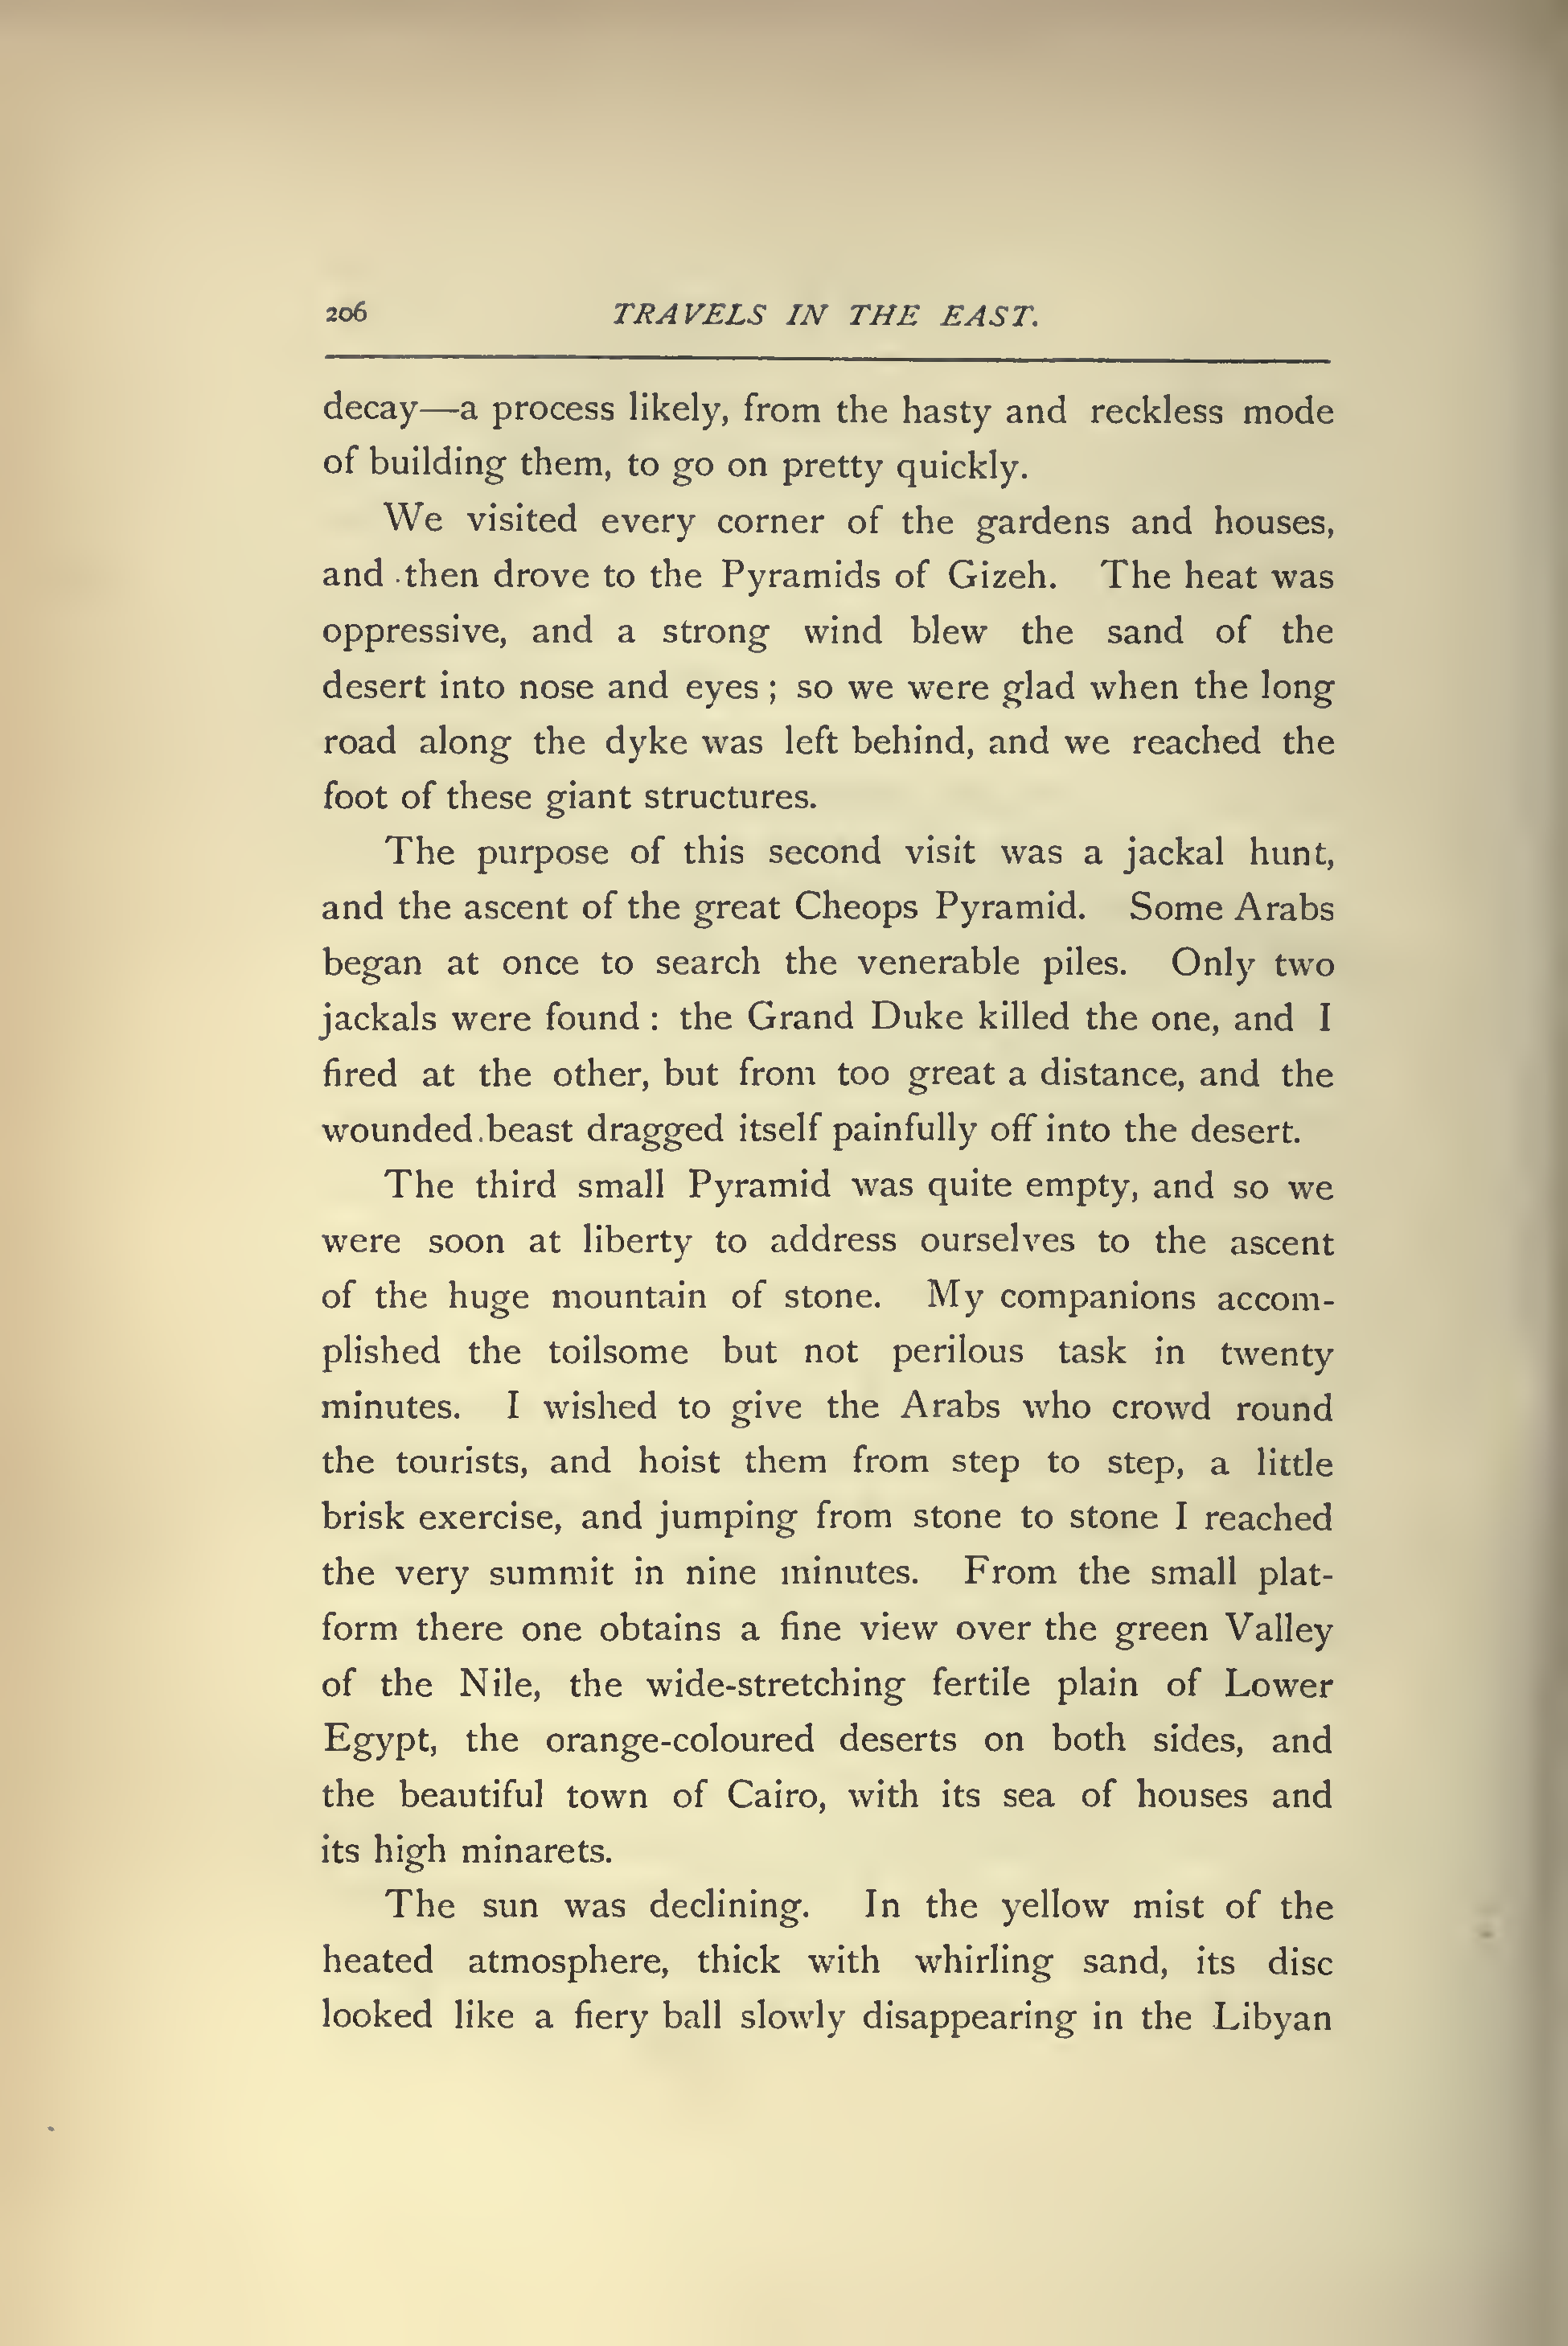 206 TRAVELS IN THE EAST.
decay—a process likely, from the hasty and reckless mode
of building them, to go on pretty quickly.
We visited every corner of the gardens and houses,
and then drove to the Pyramids of Gizeh. The heat was
oppressive, and a strong wind blew the sand of the
desert into nose and eyes ; so we were glad when the long
road along the dyke was left behind, and we reached the
foot of these giant structures.
The purpose of this second visit was a jackal hunt,
and the ascent of the great Cheops Pyramid. Some Arabs
began at once to search the venerable piles. Only two
jackals were found : the Grand Duke killed the one, and I
fired at the other, but from too great a distance, and the
wounded beast dragged itself painfully off into the desert.
The third small Pyramid was quite empty, and so we
were soon at liberty to address ourselves to the ascent
of the huge mountain of stone. My companions accom-
plished the toilsome but not perilous task in twenty
minutes. I wished to give the Arabs who crowd round
the tourists, and hoist them from step to step, a little
brisk exercise, and jumping from stone to stone I reached
the very summit in nine minutes. From the small plat-
form there one obtains a fine view over the green Valley
of the Nile, the wide-stretching fertile plain of Lower
Egypt, the orange-coloured deserts on both sides, and
the beautiful town of Cairo, with its sea of houses and
its high minarets.
The sun was declining. In the yellow mist of the
heated atmosphere, thick with whirling sand, its disc
looked like a fiery ball slowly disappearing in the Libyan